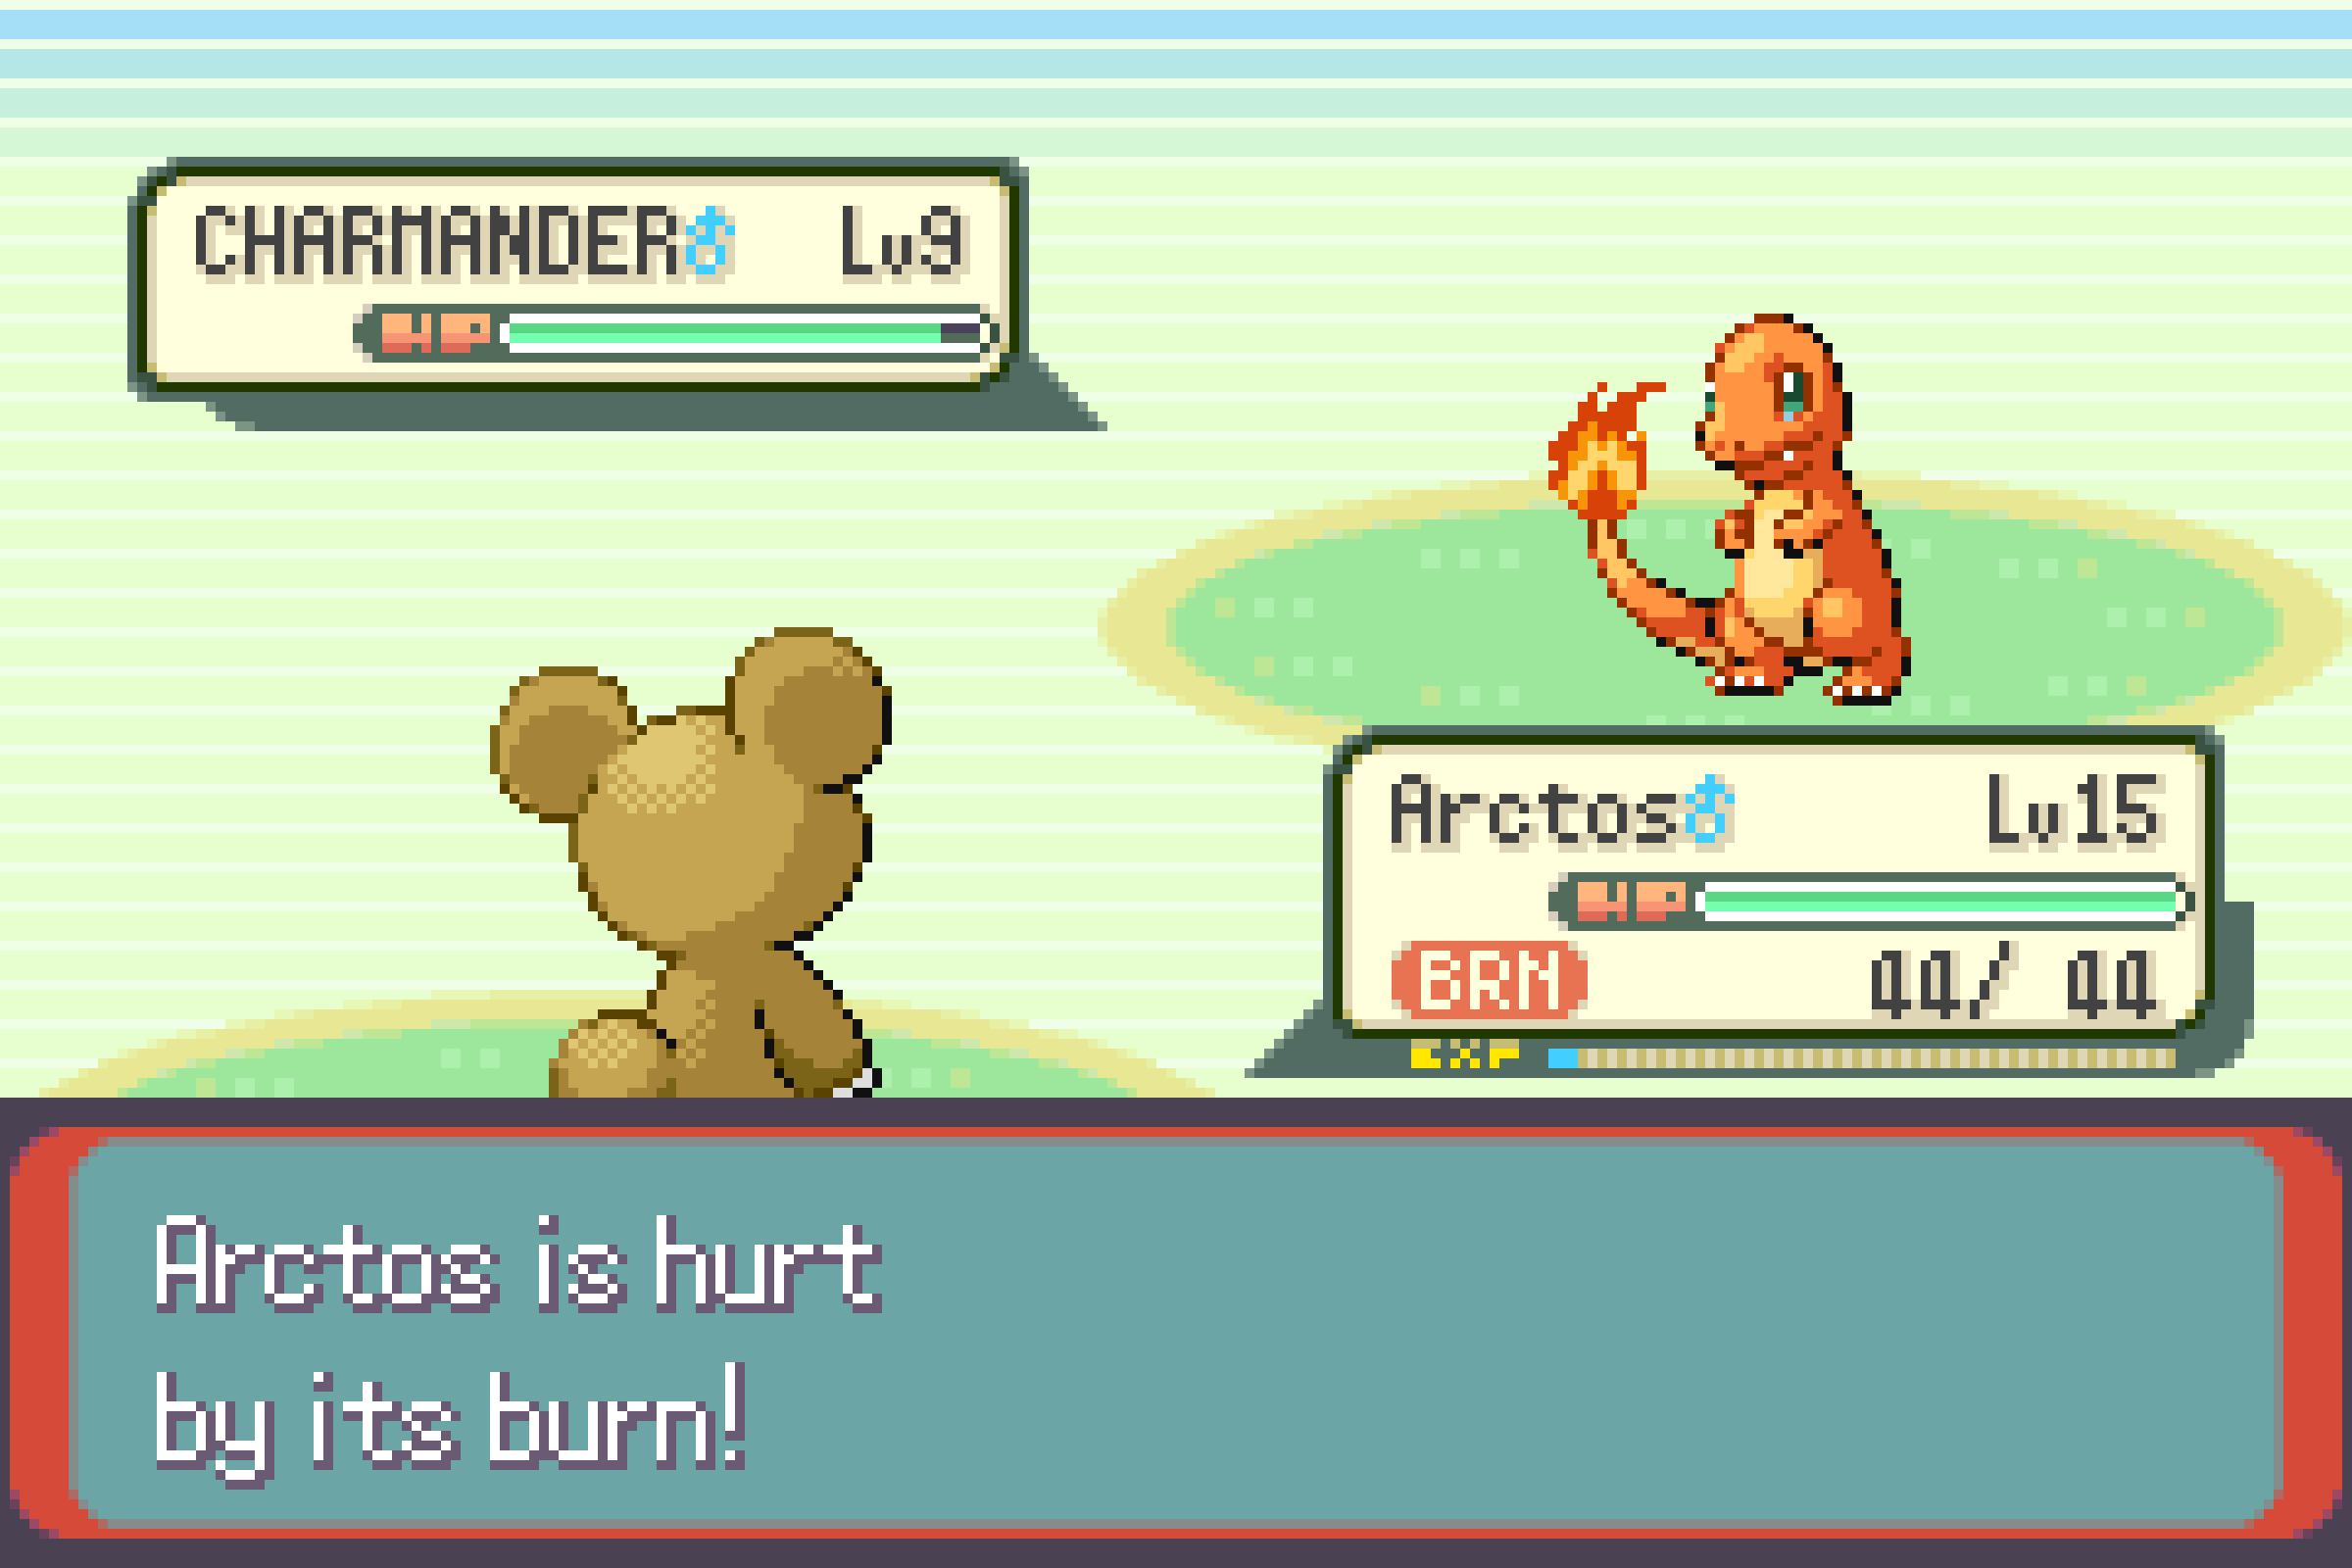 CHARMANDER♂ Lv9
HP
Arctos♂ Lv15
HP
BRN 44/ 44
EXP
Arctos is hurt
by its burn!